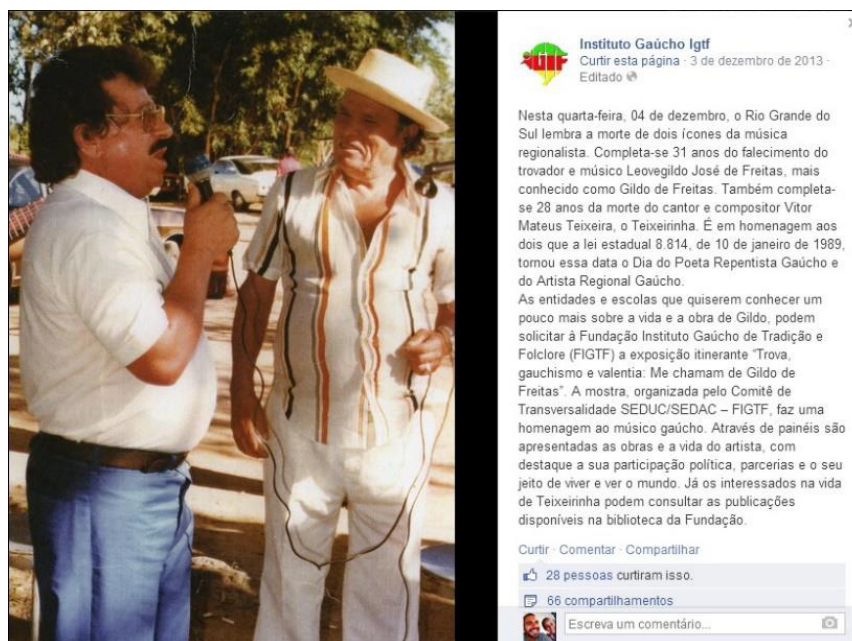 IGTF
Instituto Gaúcho Igtf
Curtir esta página · 3 de dezembro de 2013 ·
Editado
Nesta quarta-feira, 04 de dezembro, o Rio Grande do
Sul lembra a morte de dois ícones da música
regionalista. Completa-se 31 anos do falecimento do
trovador e músico Leovegildo José de Freitas, mais
conhecido como Gildo de Freitas. Também completa-
se 28 anos da morte do cantor e compositor Vitor
Mateus Teixeira, o Teixeirinha. É em homenagem aos
dois que a lei estadual 8.814, de 10 de janeiro de 1989,
tornou essa data o Dia do Poeta Repentista Gaúcho e
do Artista Regional Gaúcho.
As entidades e escolas que quiserem conhecer um
pouco mais sobre a vida e a obra de Gildo, podem
solicitar à Fundação Instituto Gaúcho de Tradição e
Folclore (FIGTF) a exposição itinerante “Trova,
gauchismo e valentia: Me chamam de Gildo de
Freitas”. A mostra, organizada pelo Comitê de
Transversalidade SEDUC/SEDAC – FIGTF, faz uma
homenagem ao músico gaúcho. Através de painéis são
apresentadas as obras e a vida do artista, com
destaque a sua participação política, parcerias e o seu
jeito de viver e ver o mundo. Já os interessados na vida
de Teixeirinha podem consultar as publicações
disponíveis na biblioteca da Fundação.
Curtir · Comentar · Compartilhar
28 pessoas curtiram isso.
66 compartilhamentos
Escreva um comentário...